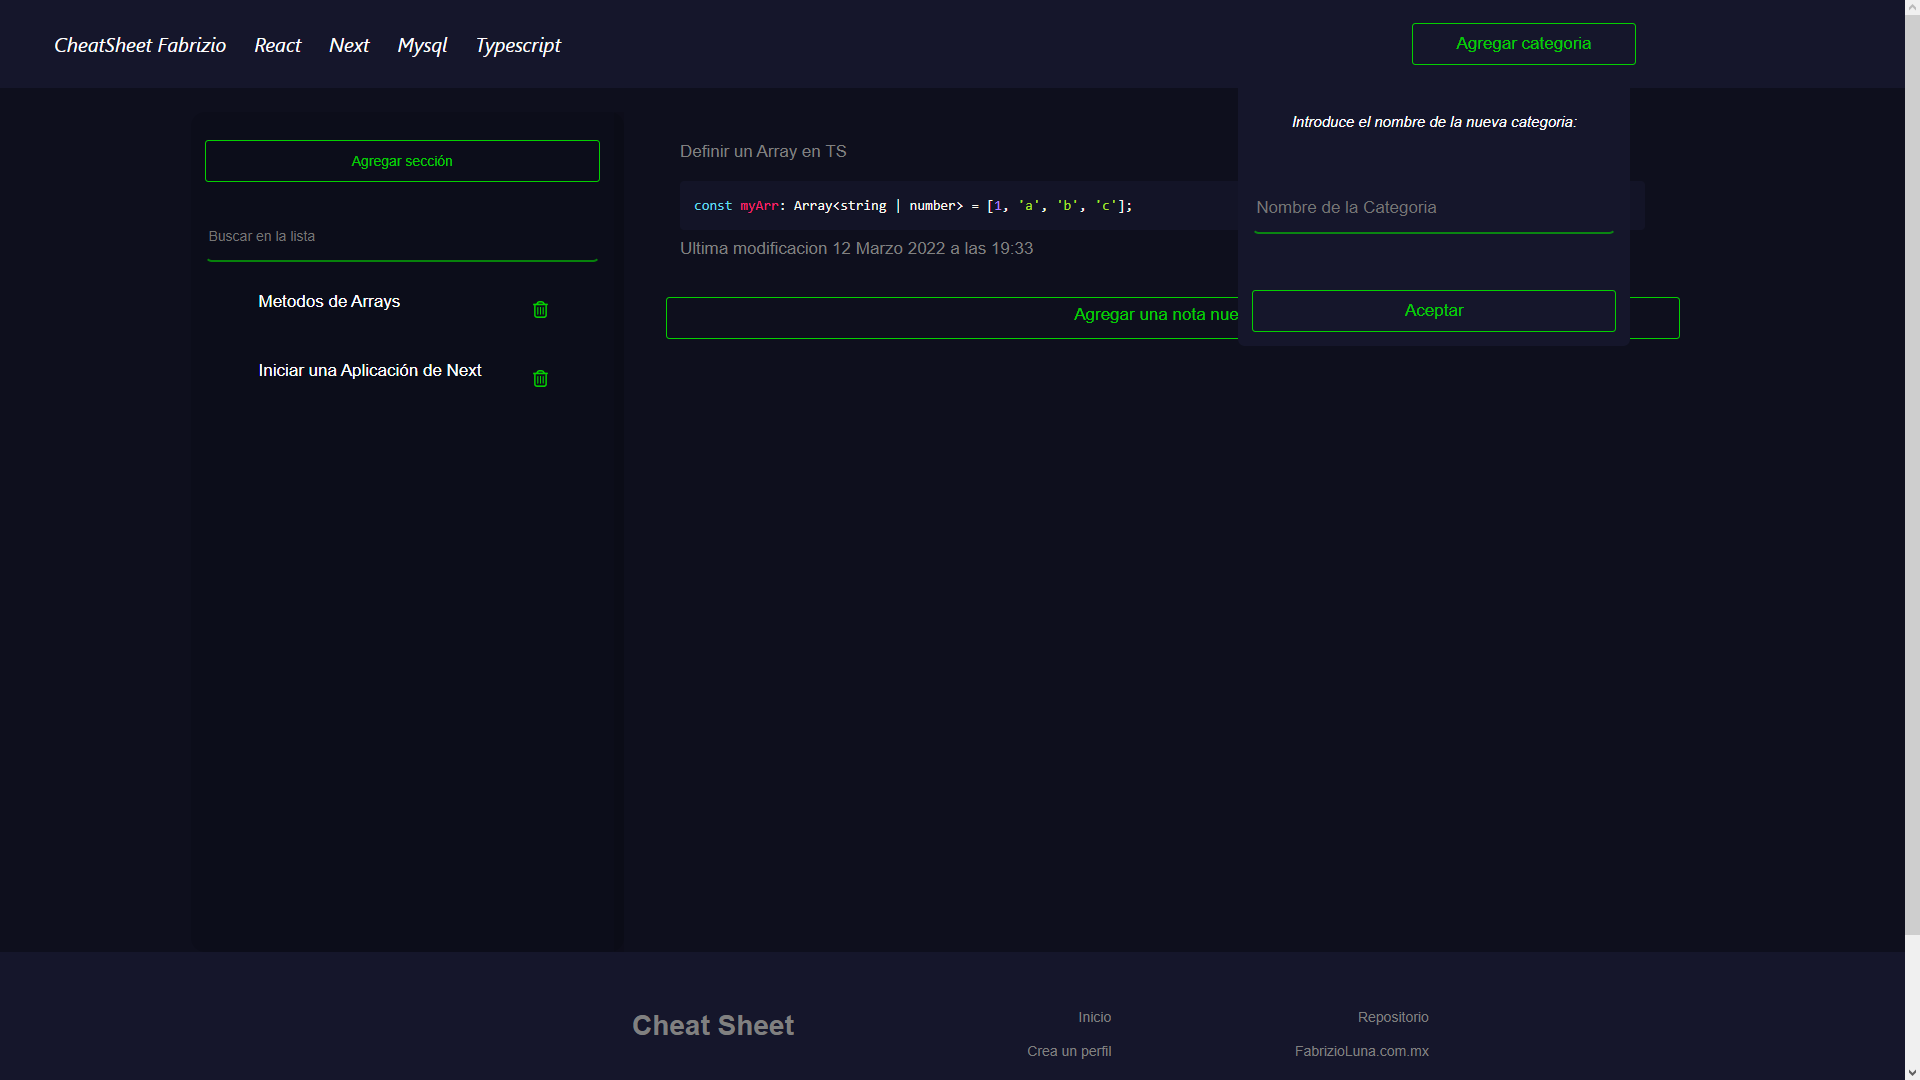 CheatSheet Fabrizio React Next Mysql Typescript
Agregar categoria
Agregar sección
Buscar en la lista
Metodos de Arrays
Iniciar una Aplicación de Next
Definir un Array en TS
const myArr: Array<string | number> = [1, 'a', 'b', 'c'];
Ultima modificacion 12 Marzo 2022 a las 19:33
Agregar una nota nue
Introduce el nombre de la nueva categoria:
Nombre de la Categoria
Aceptar
Cheat Sheet
Inicio
Crea un perfil
Repositorio
FabrizioLuna.com.mx